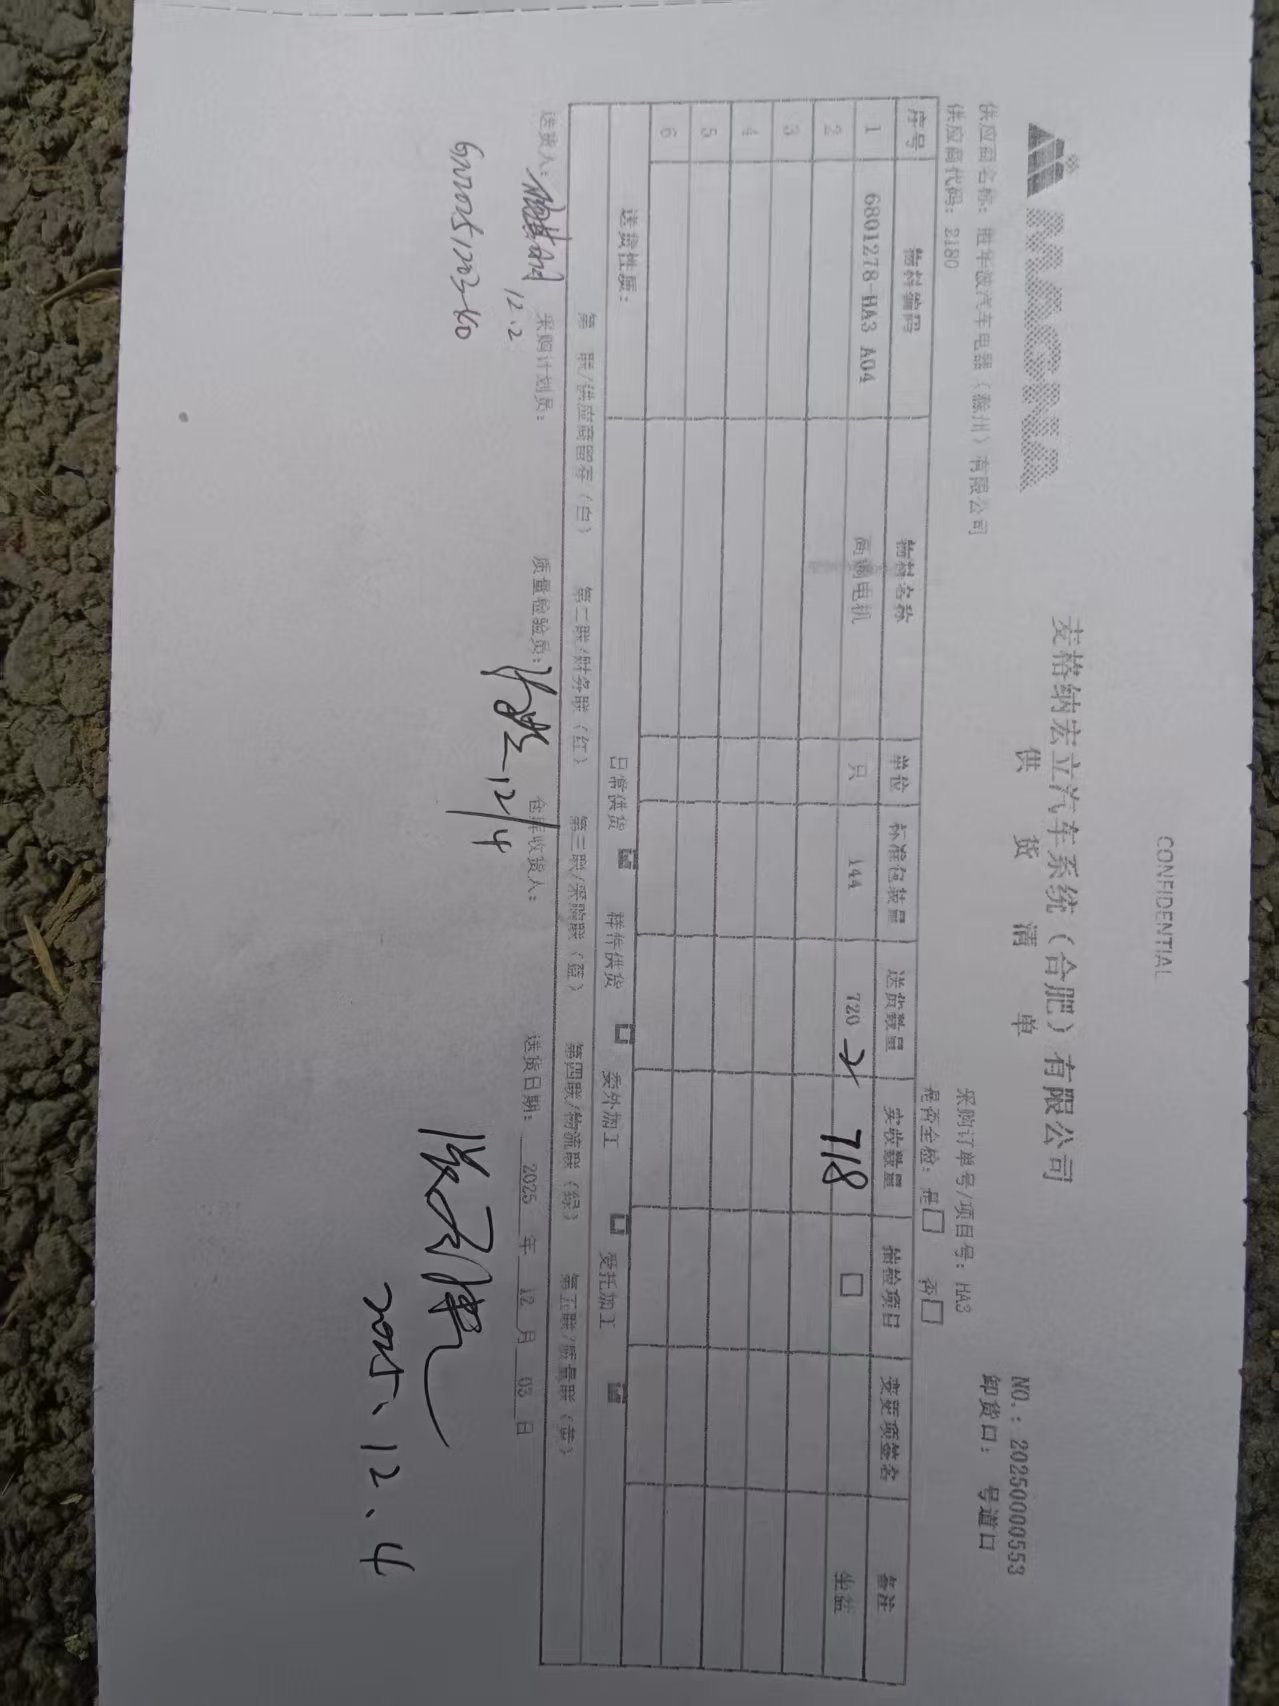 CONFIDENTIAL
MAGNA
麦格纳宏立汽车系统（合肥）有限公司
供 货 清 单
NO.：20250000553
供应商名称：胜华波汽车电器（滁州）有限公司
采购订单号/项目号：HA3
卸货口： 号道口
供应商代码：2180
是否全检：是□ 否□
序号 物料编码 物料名称 单位 标准包装量 送货数量 实收数量 抽检项目 变更项签名 备注
1 6801278-HA3 A04 高调电机 只 144 720 718 □ 坐盆
2
3
4
5
6
送货性质： 日常供货 ☑ 样件供货 □ 委外加工 □ 受托加工 ☑
第 联/供应商留存（白） 第二联/财务联（红） 第三联/采购联（蓝） 第四联/物流联（绿） 第五联/质量联（黄）
送货人： 采购计划员： 质量检验员： 仓库收货人： 送货日期： 2025 年 12 月 03 日
12.2
12/4
2025、12、4